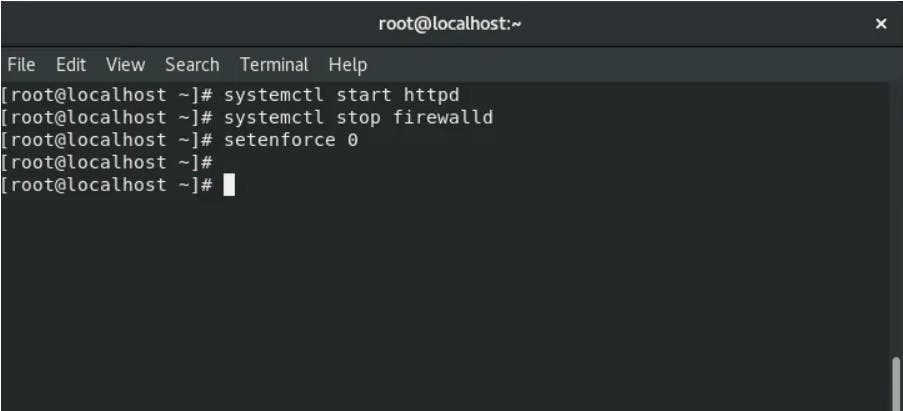 root@localhost:~ ×
File Edit View Search Terminal Help
[root@localhost ~]# systemctl start httpd
[root@localhost ~]# systemctl stop firewalld
[root@localhost ~]# setenforce 0
[root@localhost ~]#
[root@localhost ~]#